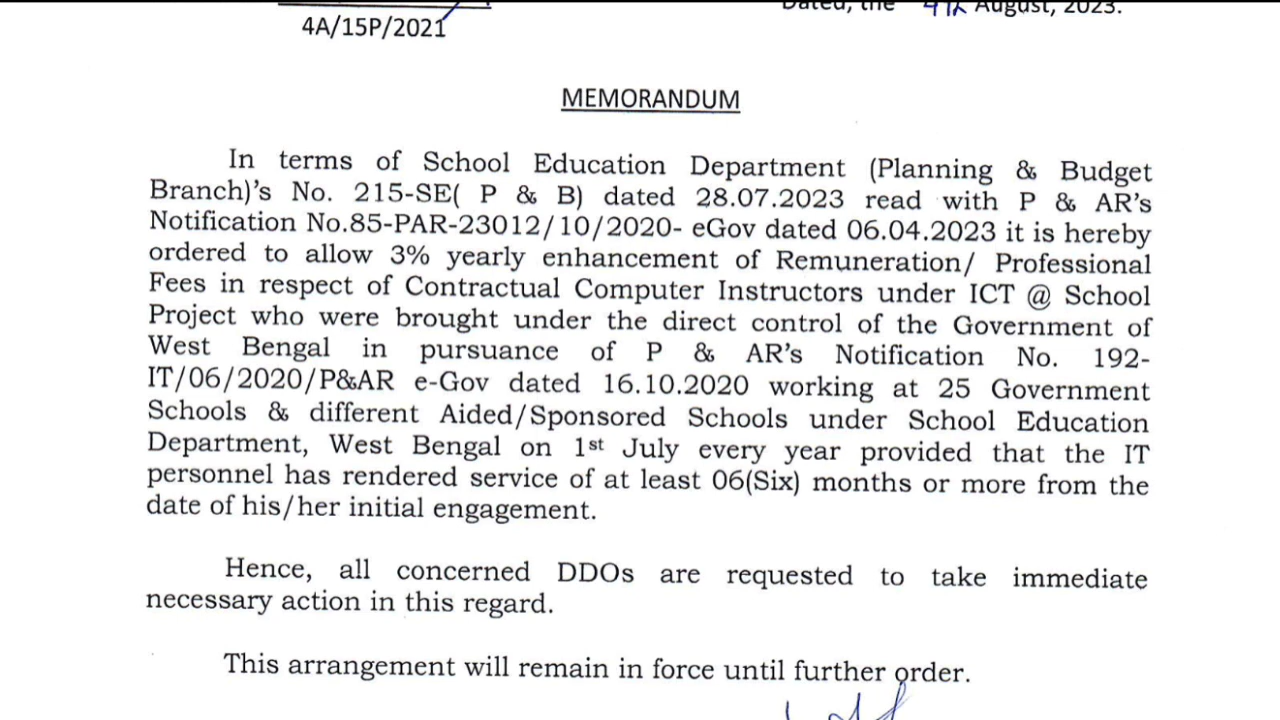 4A/15P/2021
Dated, the 4th August, 2023.
MEMORANDUM
In terms of School Education Department (Planning & Budget
Branch)'s No. 215-SE( P & B) dated 28.07.2023 read with P & AR's
Notification No.85-PAR-23012/10/2020- eGov dated 06.04.2023 it is hereby
ordered to allow 3% yearly enhancement of Remuneration/ Professional
Fees in respect of Contractual Computer Instructors under ICT @ School
Project who were brought under the direct control of the Government of
West Bengal in pursuance of P & AR's Notification No. 192-
IT/06/2020/P&AR e-Gov dated 16.10.2020 working at 25 Government
Schools & different Aided/Sponsored Schools under School Education
Department, West Bengal on 1st July every year provided that the IT
personnel has rendered service of at least 06(Six) months or more from the
date of his/her initial engagement.
Hence, all concerned DDOs are requested to take immediate
necessary action in this regard.
This arrangement will remain in force until further order.